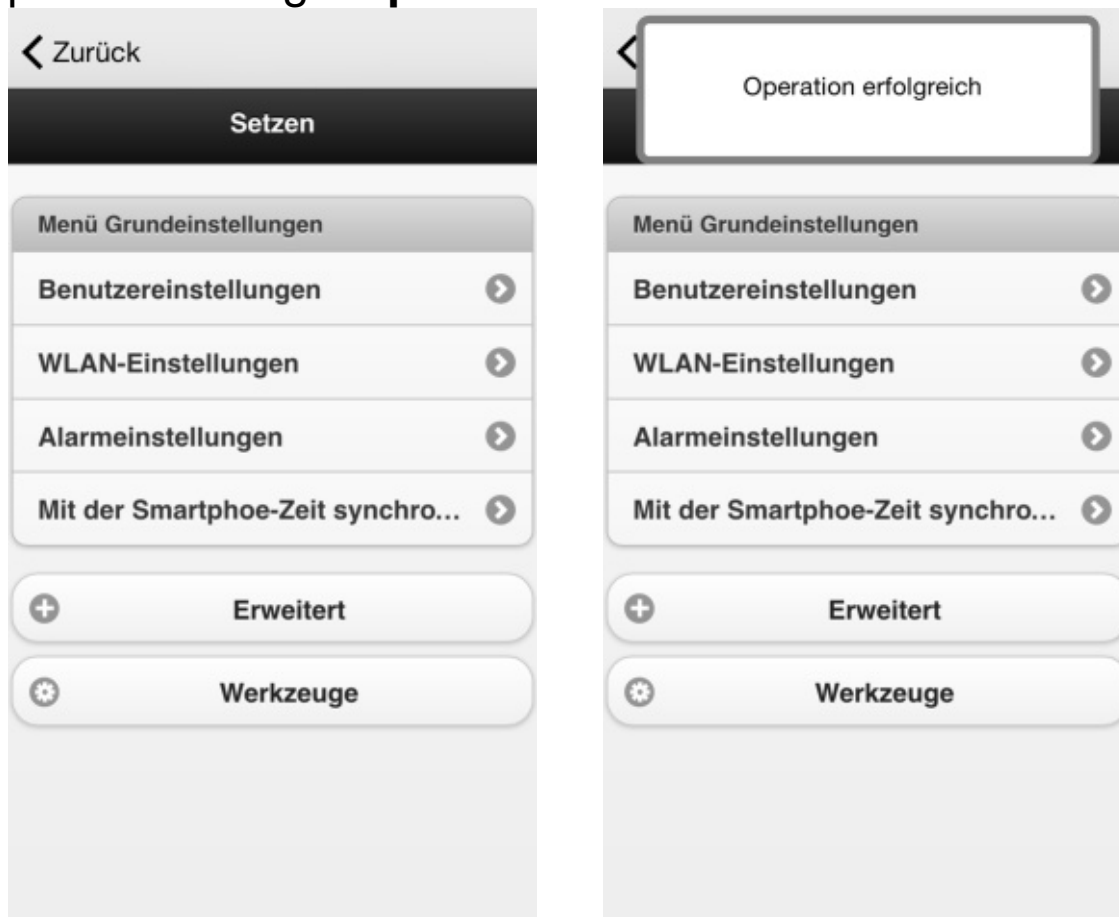 Zurück
Setzen
Menü Grundeinstellungen
Benutzereinstellungen
WLAN-Einstellungen
Alarmeinstellungen
Mit der Smartphoe-Zeit synchro...
Erweitert
Werkzeuge
Operation erfolgreich
Menü Grundeinstellungen
Benutzereinstellungen
WLAN-Einstellungen
Alarmeinstellungen
Mit der Smartphoe-Zeit synchro...
Erweitert
Werkzeuge